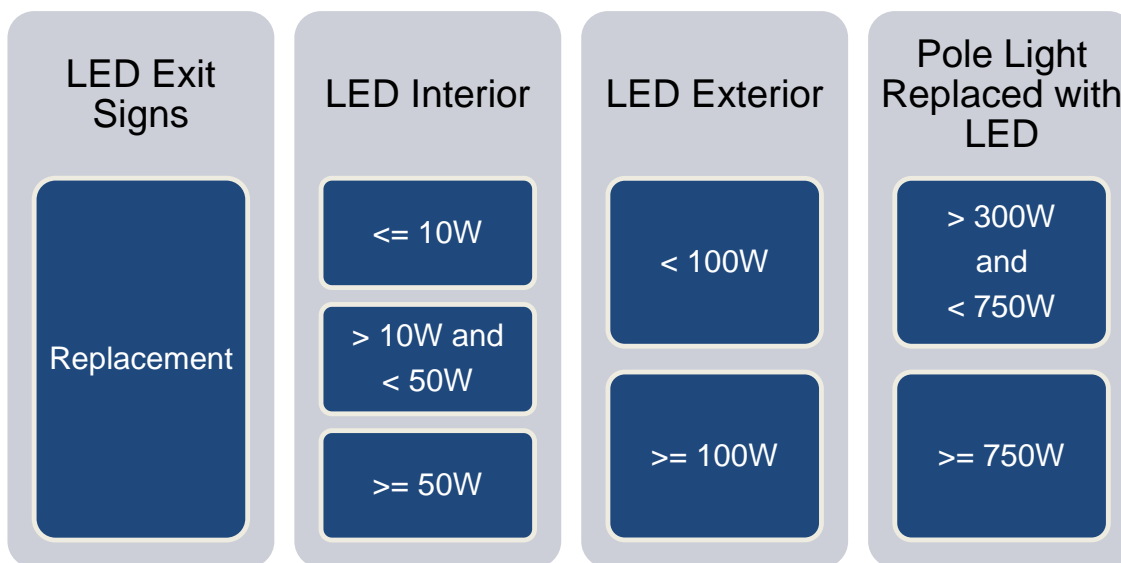 LED Exit
Signs
Replacement
LED Interior
<= 10W
> 10W and
< 50W
>= 50W
LED Exterior
< 100W
>= 100W
Pole Light
Replaced with
LED
> 300W
and
< 750W
>= 750W